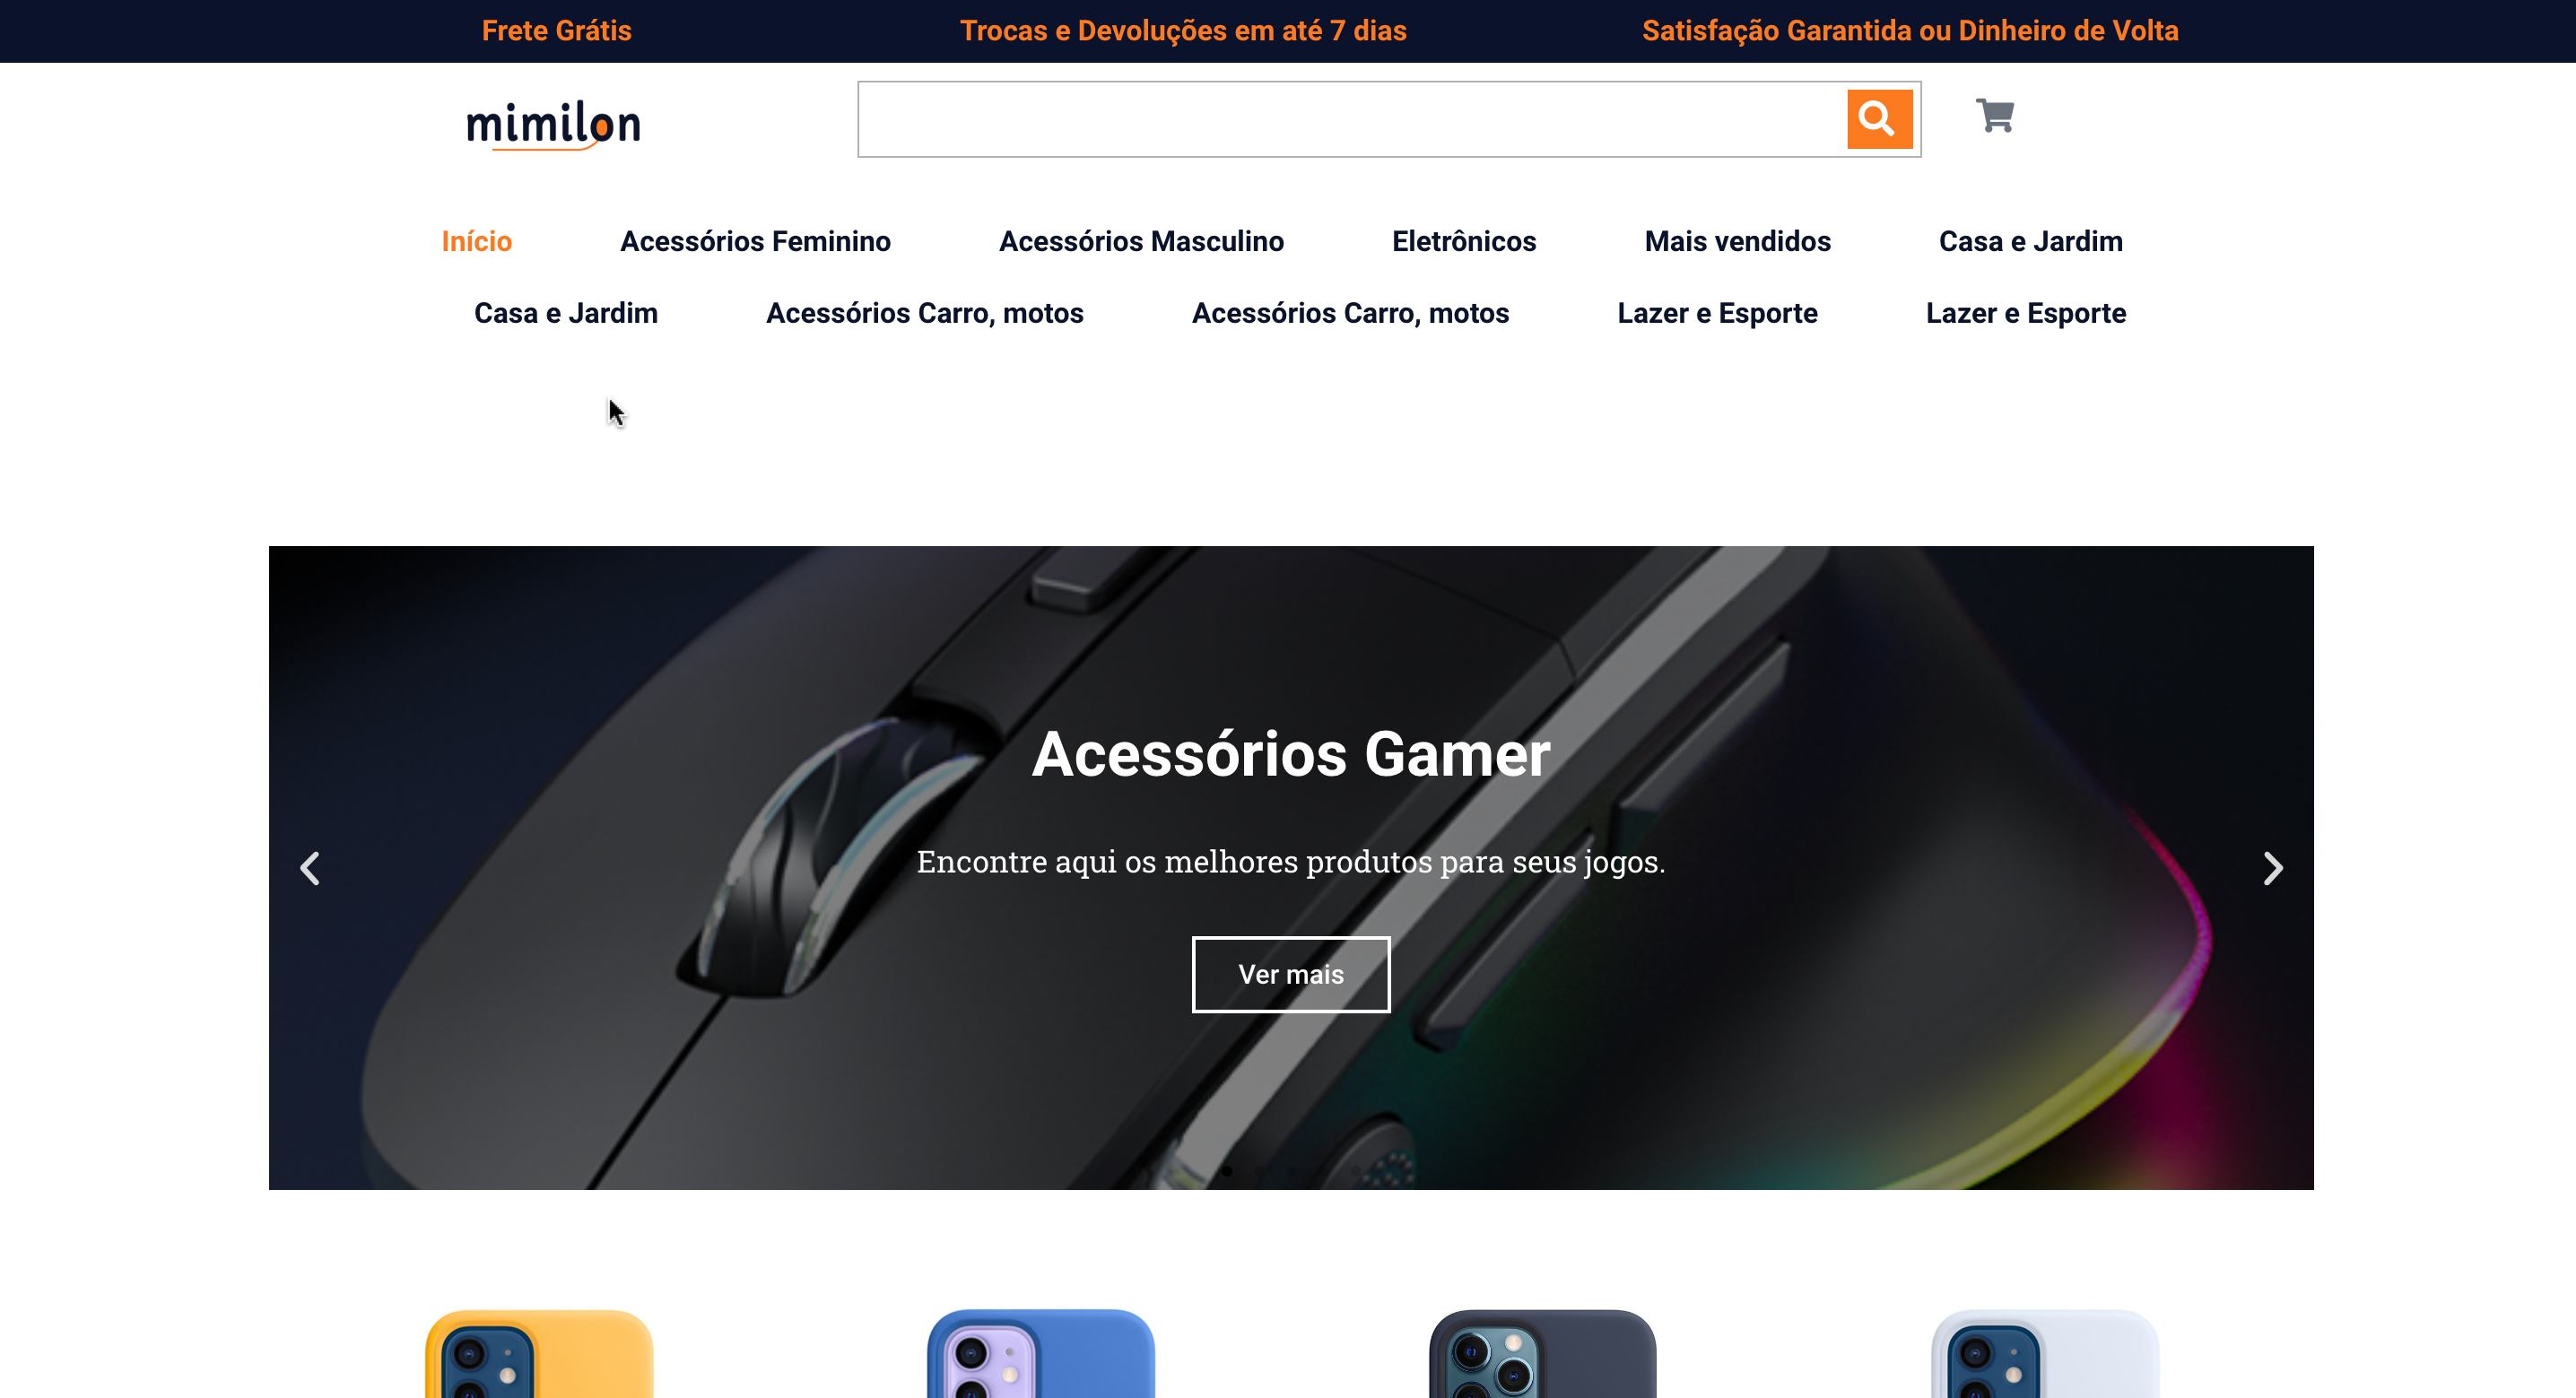 Frete Grátis Trocas e Devoluções em até 7 dias Satisfação Garantida ou Dinheiro de Volta
mimilon
Início Acessórios Feminino Acessórios Masculino Eletrônicos Mais vendidos Casa e Jardim
Casa e Jardim Acessórios Carro, motos Acessórios Carro, motos Lazer e Esporte Lazer e Esporte
Acessórios Gamer
Encontre aqui os melhores produtos para seus jogos.
Ver mais